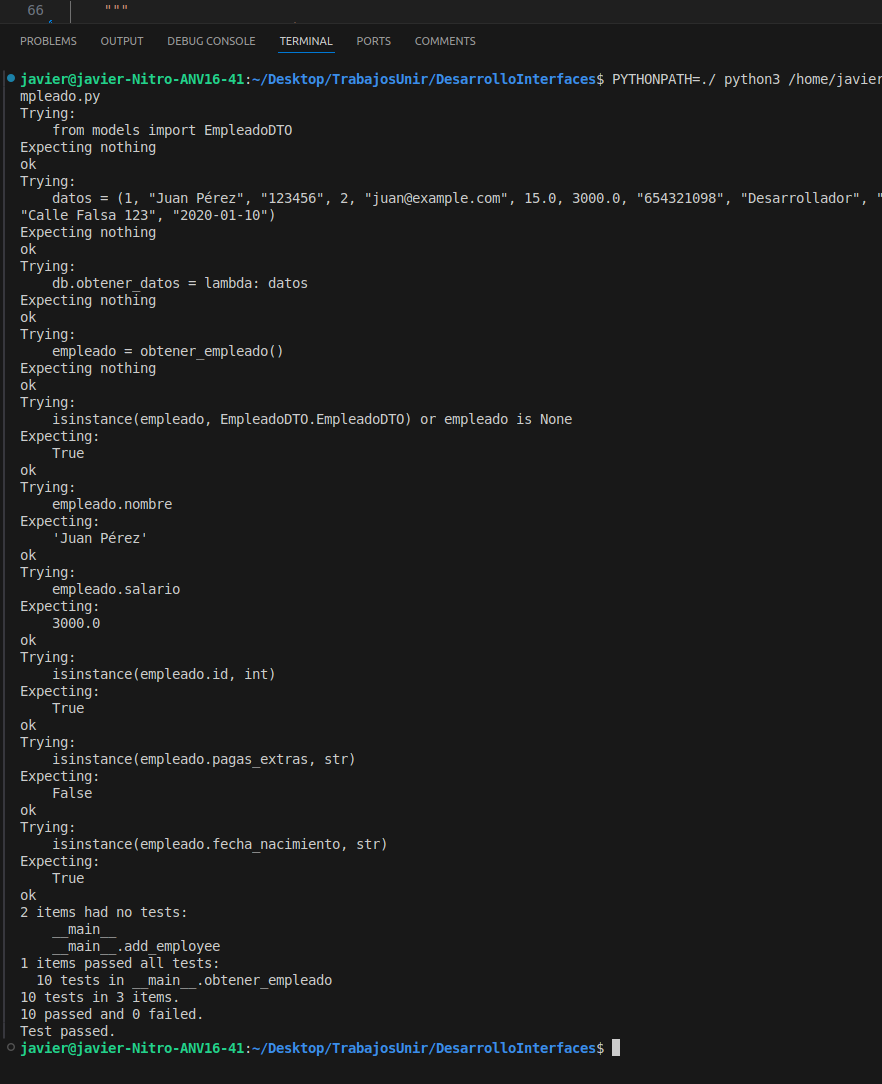 66 """
PROBLEMS OUTPUT DEBUG CONSOLE TERMINAL PORTS COMMENTS
javier@javier-Nitro-ANV16-41:~/Desktop/TrabajosUnir/DesarrolloInterfaces$ PYTHONPATH=./ python3 /home/javier
mpleado.py
Trying:
    from models import EmpleadoDTO
Expecting nothing
ok
Trying:
    datos = (1, "Juan Pérez", "123456", 2, "juan@example.com", 15.0, 3000.0, "654321098", "Desarrollador", "
"Calle Falsa 123", "2020-01-10")
Expecting nothing
ok
Trying:
    db.obtener_datos = lambda: datos
Expecting nothing
ok
Trying:
    empleado = obtener_empleado()
Expecting nothing
ok
Trying:
    isinstance(empleado, EmpleadoDTO.EmpleadoDTO) or empleado is None
Expecting:
    True
ok
Trying:
    empleado.nombre
Expecting:
    'Juan Pérez'
ok
Trying:
    empleado.salario
Expecting:
    3000.0
ok
Trying:
    isinstance(empleado.id, int)
Expecting:
    True
ok
Trying:
    isinstance(empleado.pagas_extras, str)
Expecting:
    False
ok
Trying:
    isinstance(empleado.fecha_nacimiento, str)
Expecting:
    True
ok
2 items had no tests:
    __main__
    __main__.add_employee
1 items passed all tests:
  10 tests in __main__.obtener_empleado
10 tests in 3 items.
10 passed and 0 failed.
Test passed.
javier@javier-Nitro-ANV16-41:~/Desktop/TrabajosUnir/DesarrolloInterfaces$